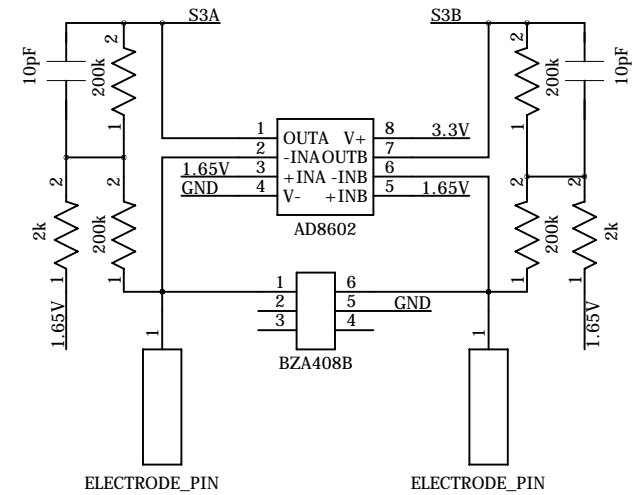 S3A
S3B
10pF
2
200k
1
2
200k
1
10pF
1
OUTA
V+
8
3.3V
2
-INA
OUTB
7
1.65V
3
+INA
-INB
6
GND
4
V-
+INB
5
1.65V
AD8602
2
2k
1
1.65V
2
200k
1
2
200k
1
2
2k
1
1.65V
1
6
2
5
GND
3
4
BZA408B
1
1
ELECTRODE_PIN
ELECTRODE_PIN